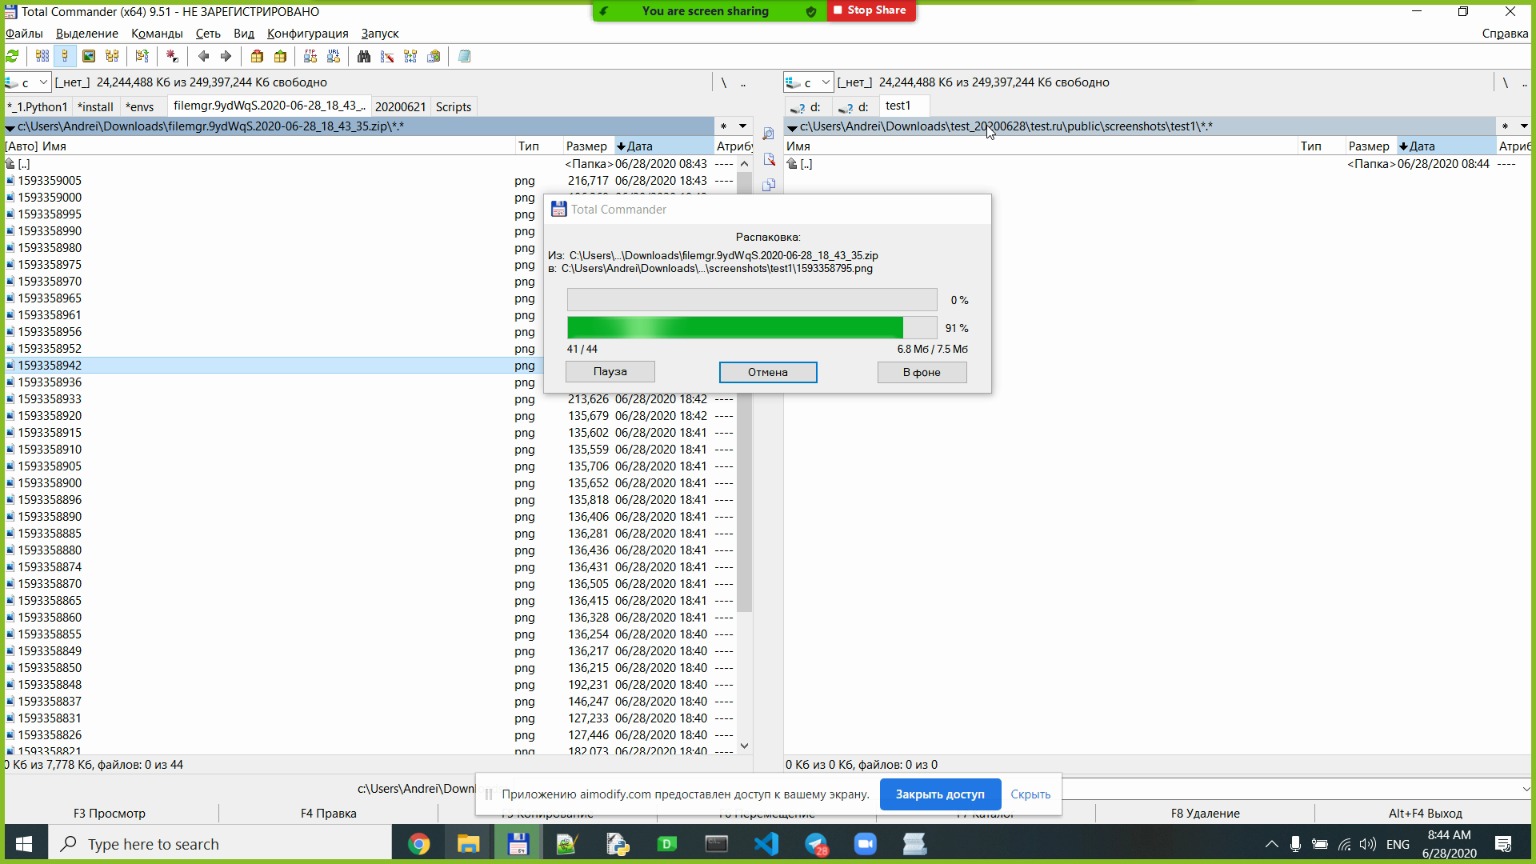 Total Commander (x64) 9.51 - НЕ ЗАРЕГИСТРИРОВАНО
You are screen sharing
Stop Share
Файлы Выделение Команды Сеть Вид Конфигурация Запуск Справка
c [_нет_] 24,244,488 Кб из 249,397,244 Кб свободно \ ..
c [_нет_] 24,244,488 Кб из 249,397,244 Кб свободно \ ..
*_1.Python1 *install *envs filemgr.9ydWqS.2020-06-28_18_43_.. 20200621 Scripts
d: d: test1
c:\Users\Andrei\Downloads\filemgr.9ydWqS.2020-06-28_18_43_35.zip\*.* *
c:\Users\Andrei\Downloads\test_20200628\test.ru\public\screenshots\test1\*.* *
[Авто] Имя Тип Размер Дата Атрибу
Имя Тип Размер Дата Атриб
[..] <Папка> 06/28/2020 08:43 ----
[..] <Папка> 06/28/2020 08:44 ----
1593359005 png 216,717 06/28/2020 18:43 ----
1593359000 png
1593358995 png
1593358990 png
1593358980 png
1593358975 png
1593358970 png
1593358965 png
1593358961 png
1593358956 png
1593358952 png
1593358942 png
1593358936 png
1593358933 png 213,626 06/28/2020 18:42 ----
1593358920 png 135,679 06/28/2020 18:42 ----
1593358915 png 135,602 06/28/2020 18:41 ----
1593358910 png 135,559 06/28/2020 18:41 ----
1593358905 png 135,706 06/28/2020 18:41 ----
1593358900 png 135,652 06/28/2020 18:41 ----
1593358896 png 135,818 06/28/2020 18:41 ----
1593358890 png 136,406 06/28/2020 18:41 ----
1593358885 png 136,281 06/28/2020 18:41 ----
1593358880 png 136,436 06/28/2020 18:41 ----
1593358874 png 136,431 06/28/2020 18:41 ----
1593358870 png 136,505 06/28/2020 18:41 ----
1593358865 png 136,415 06/28/2020 18:41 ----
1593358860 png 136,328 06/28/2020 18:41 ----
1593358855 png 136,254 06/28/2020 18:40 ----
1593358849 png 136,217 06/28/2020 18:40 ----
1593358850 png 136,215 06/28/2020 18:40 ----
1593358848 png 192,231 06/28/2020 18:40 ----
1593358837 png 146,247 06/28/2020 18:40 ----
1593358831 png 127,233 06/28/2020 18:40 ----
1593358826 png 127,446 06/28/2020 18:40 ----
1593358821 png 182,073 06/28/2020 18:40 ----
Total Commander
Распаковка:
Из: C:\Users\...\Downloads\filemgr.9ydWqS.2020-06-28_18_43_35.zip
в: C:\Users\Andrei\Downloads\...\screenshots\test1\1593358795.png
0 %
91 %
41 / 44 6.8 Мб / 7.5 Мб
Пауза Отмена В фоне
0 Кб из 7,778 Кб, файлов: 0 из 44
0 Кб из 0 Кб, файлов: 0 из 0
c:\Users\Andrei\Down
Приложению aimodify.com предоставлен доступ к вашему экрану. Закрыть доступ Скрыть
F3 Просмотр F4 Правка F5 Копирование F6 Перемещение F7 Каталог F8 Удаление Alt+F4 Выход
Type here to search
28
ENG
8:44 AM
6/28/2020